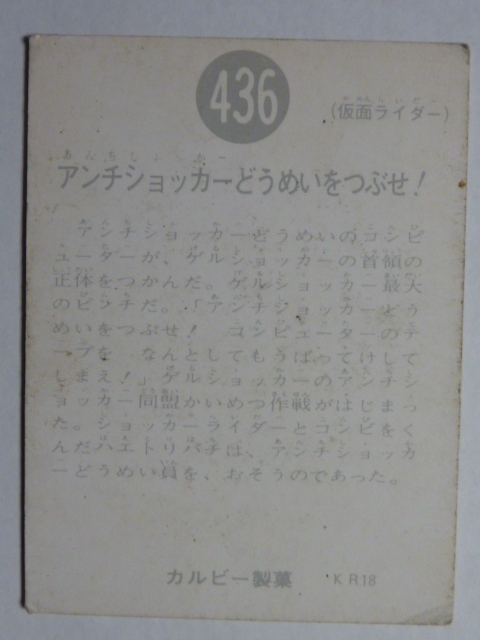 436
(仮面ライダー)
アンチショッカーどうめいをつぶせ!
アンチショッカーどうめいのコンピ
ューターが、ゲルショッカーの首領の
正体をつかんだ。ゲルショッカー最大
のピンチだ。「アンチショッカーどう
めいをつぶせ! コンピューターのテ
ープを なんとしてもうばってけして
しまえ!」ゲルショッカーのアンチシ
ョッカー同盟かいめつ作戦がはじまっ
た。ショッカーライダーとコンビをく
んだハエトリバチは、アンチショッカ
ーどうめい員を、おそうのであった。
カルビー製菓 KR18